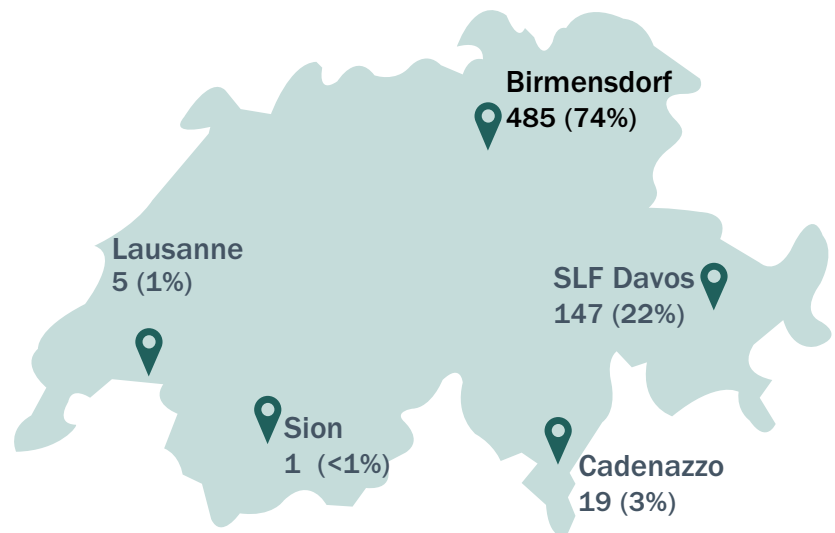 Birmensdorf
485 (74%)
Lausanne
5 (1%)
SLF Davos
147 (22%)
Sion
1 (<1%)
Cadenazzo
19 (3%)